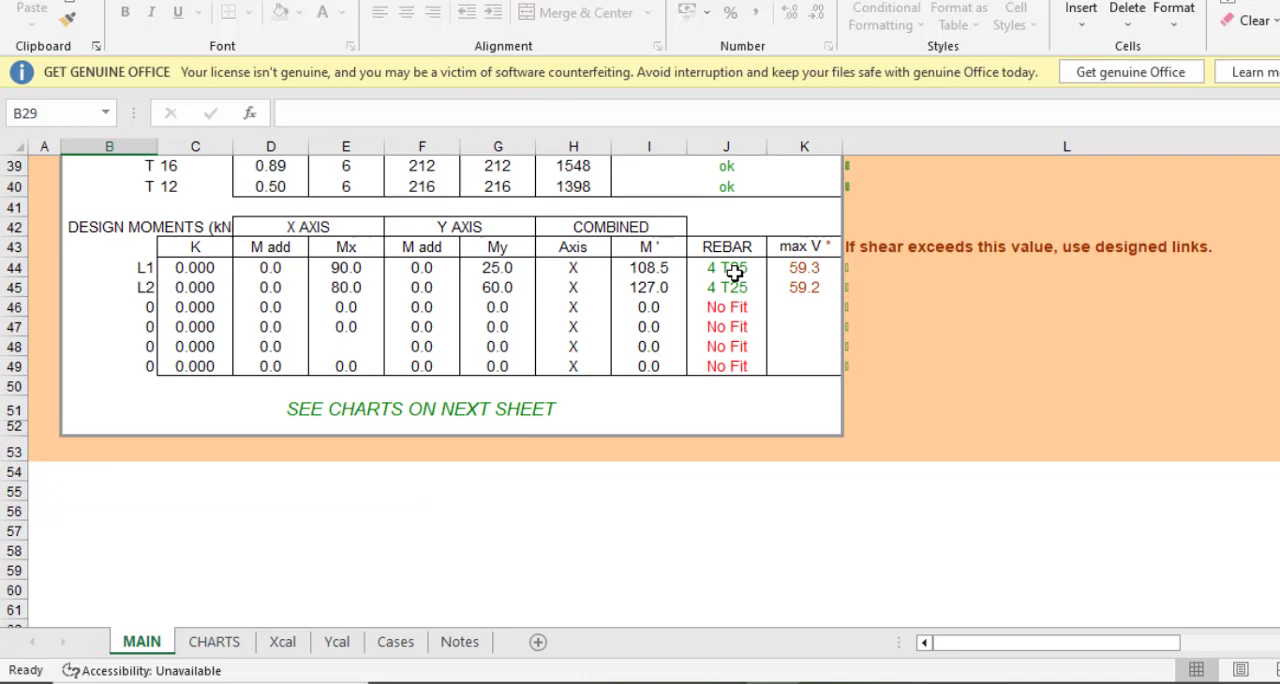 Paste
B I U A
Merge & Center
%
Conditional Formatting
Format as Table
Cell Styles
Insert Delete Format
Clear
Clipboard Font Alignment Number Styles Cells
GET GENUINE OFFICE Your license isn't genuine, and you may be a victim of software counterfeiting. Avoid interruption and keep your files safe with genuine Office today. Get genuine Office Learn
B29 fx
A B C D E F G H I J K L
39 T 16 0.89 6 212 212 1548 ok
40 T 12 0.50 6 216 216 1398 ok
41
42 DESIGN MOMENTS (kN X AXIS Y AXIS COMBINED
43 K M add Mx M add My Axis M ' REBAR max V * If shear exceeds this value, use designed links.
44 L1 0.000 0.0 90.0 0.0 25.0 X 108.5 4 T25 59.3
45 L2 0.000 0.0 80.0 0.0 60.0 X 127.0 4 T25 59.2
46 0 0.000 0.0 0.0 0.0 0.0 X 0.0 No Fit
47 0 0.000 0.0 0.0 0.0 0.0 X 0.0 No Fit
48 0 0.000 0.0 0.0 0.0 X 0.0 No Fit
49 0 0.000 0.0 0.0 0.0 0.0 X 0.0 No Fit
50
51 SEE CHARTS ON NEXT SHEET
52
53
54
55
56
57
58
59
60
61
MAIN CHARTS Xcal Ycal Cases Notes
Ready Accessibility: Unavailable